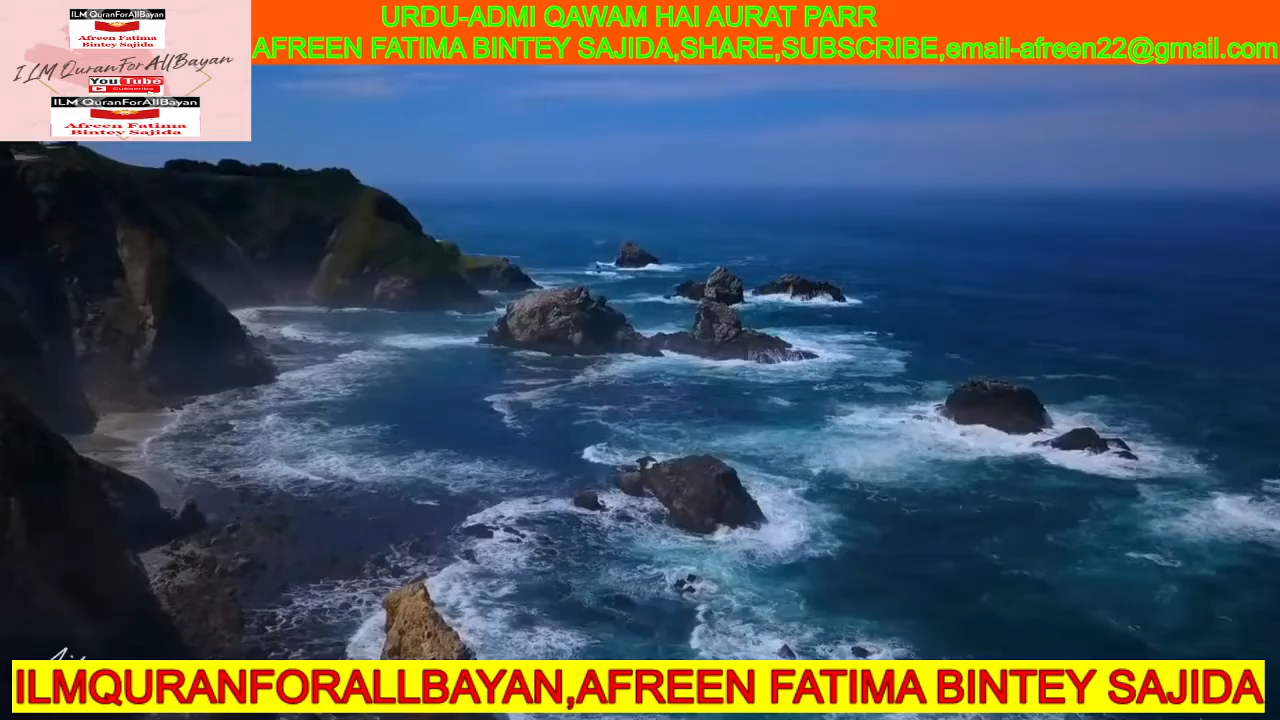 ILM QuranForAllBayan
Afreen Fatima
Bintey Sajida
ILM QuranForAllBayan
YouTube
Subscribe
ILM QuranForAllBayan
Afreen Fatima
Bintey Sajida
URDU-ADMI QAWAM HAI AURAT PARR
AFREEN FATIMA BINTEY SAJIDA,SHARE,SUBSCRIBE,email-afreen22@gmail.com
ILMQURANFORALLBAYAN,AFREEN FATIMA BINTEY SAJIDA